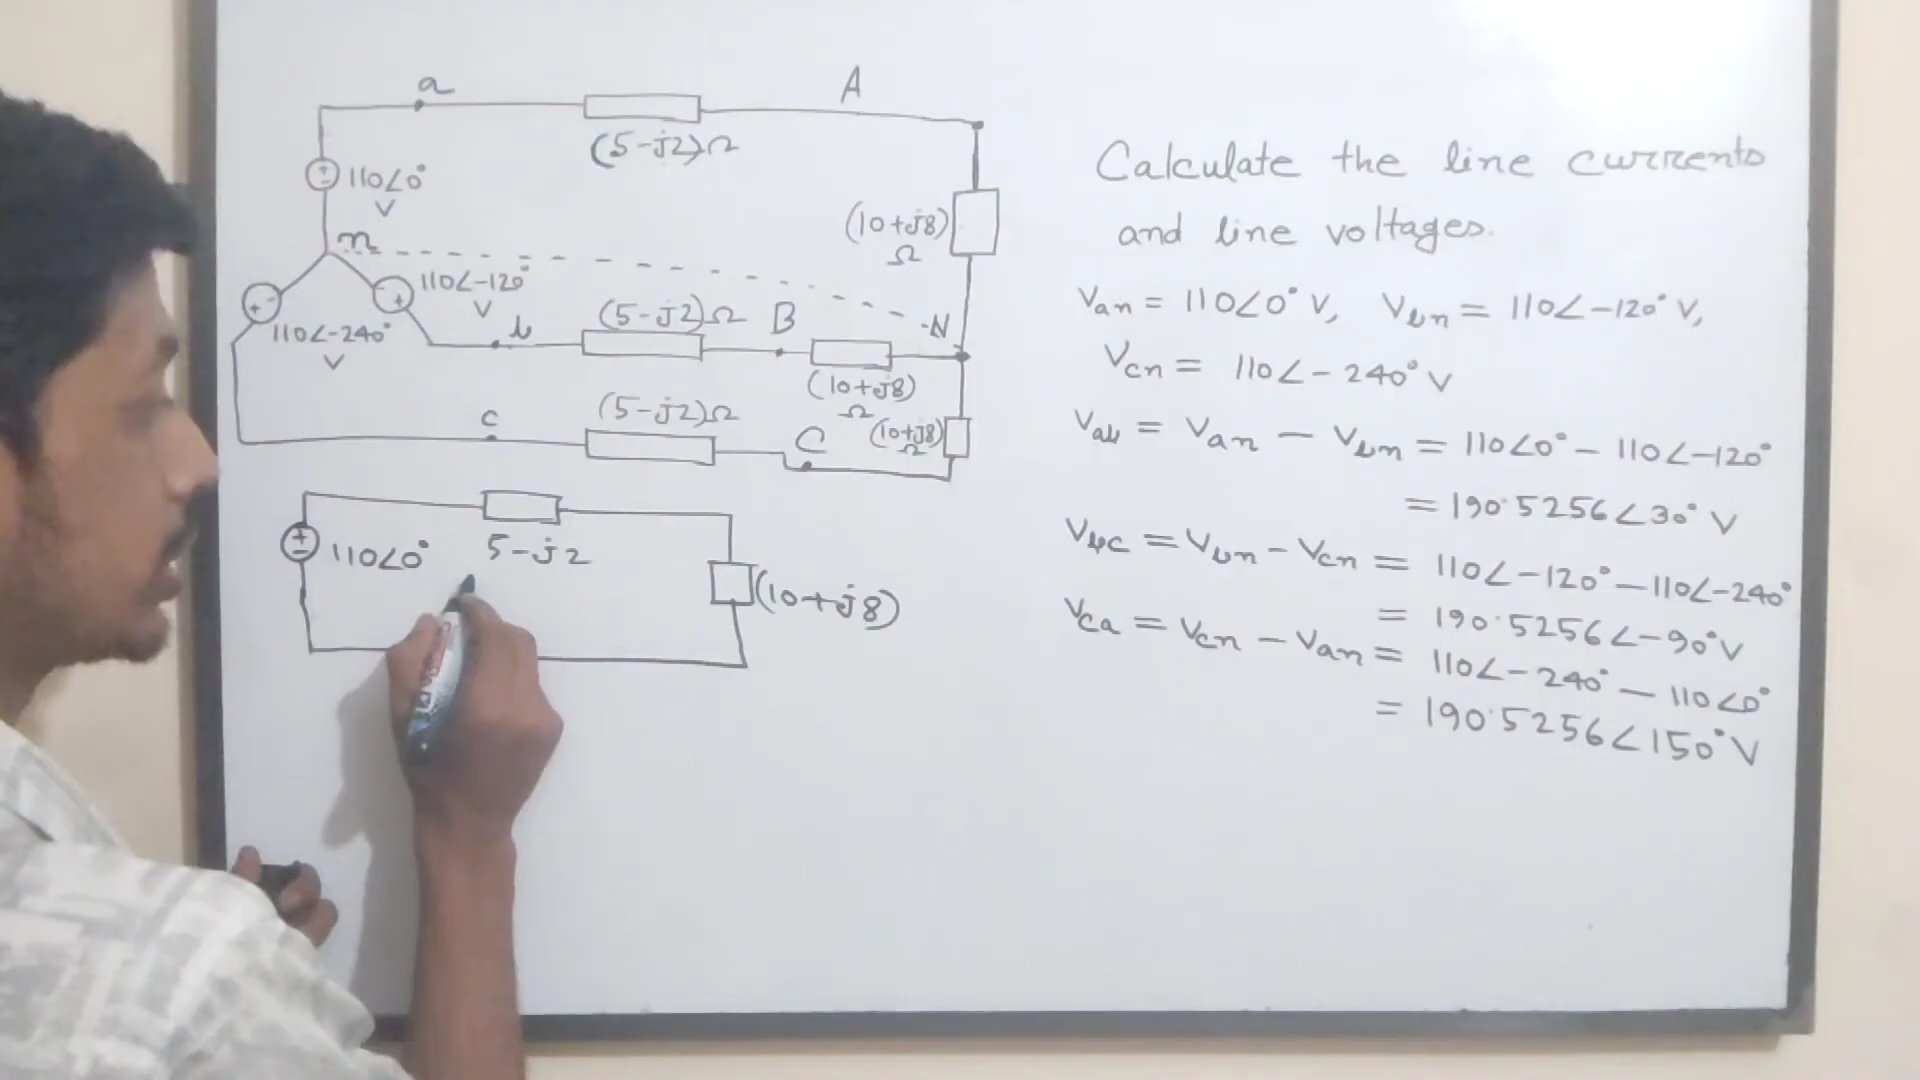 a
A
(5-j2)Ω
+
-
110∠0°
V
(10+j8)
Ω
n
110∠-120°
V
+ -
- +
110∠-240°
V
b
(5-j2)Ω
B
N
(10+j8)
Ω
c
(5-j2)Ω
C
(10+j8)
Ω
+
-
110∠0°
5-j2
(10+j8)
Calculate the line currents
and line voltages.
Van = 110∠0° V, Vbn = 110∠-120° V,
Vcn = 110∠-240° V
Vab = Van - Vbn = 110∠0° - 110∠-120°
= 190.5256∠30° V
Vbc = Vbn - Vcn = 110∠-120° - 110∠-240°
= 190.5256∠-90° V
Vca = Vcn - Van = 110∠-240° - 110∠0°
= 190.5256∠150° V